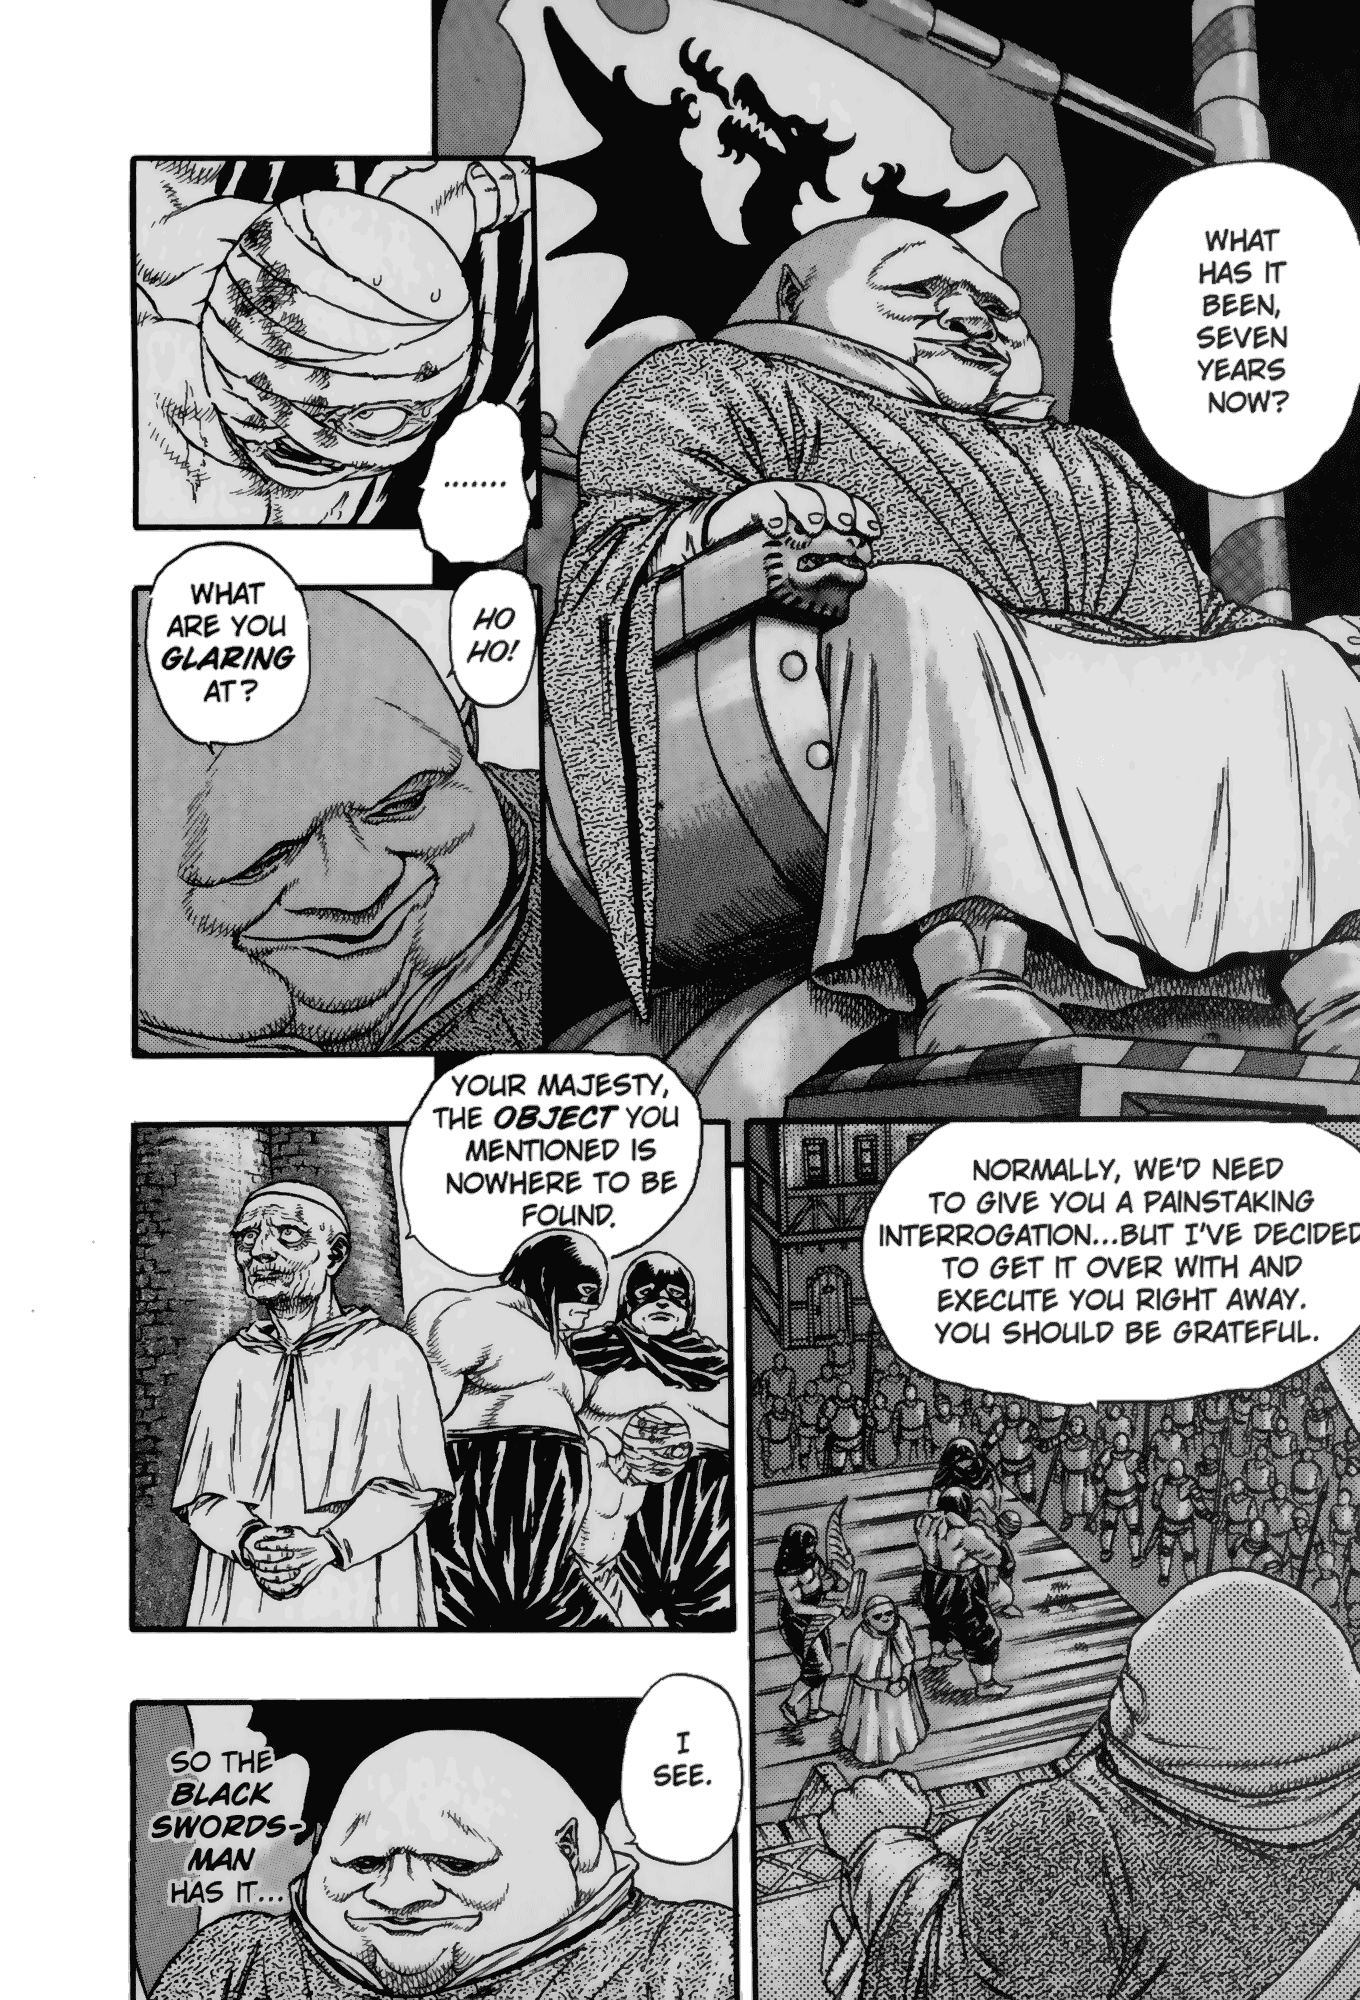 WHAT
HAS IT
BEEN,
SEVEN
YEARS
NOW?
.......
HO
HO!
WHAT
ARE YOU
GLARING
AT?
NORMALLY, WE'D NEED
TO GIVE YOU A PAINSTAKING
INTERROGATION...BUT I'VE DECIDED
TO GET IT OVER WITH AND
EXECUTE YOU RIGHT AWAY.
YOU SHOULD BE GRATEFUL.
YOUR MAJESTY,
THE OBJECT YOU
MENTIONED IS
NOWHERE TO BE
FOUND.
I
SEE.
SO THE
BLACK
SWORDS-
MAN
HAS IT...